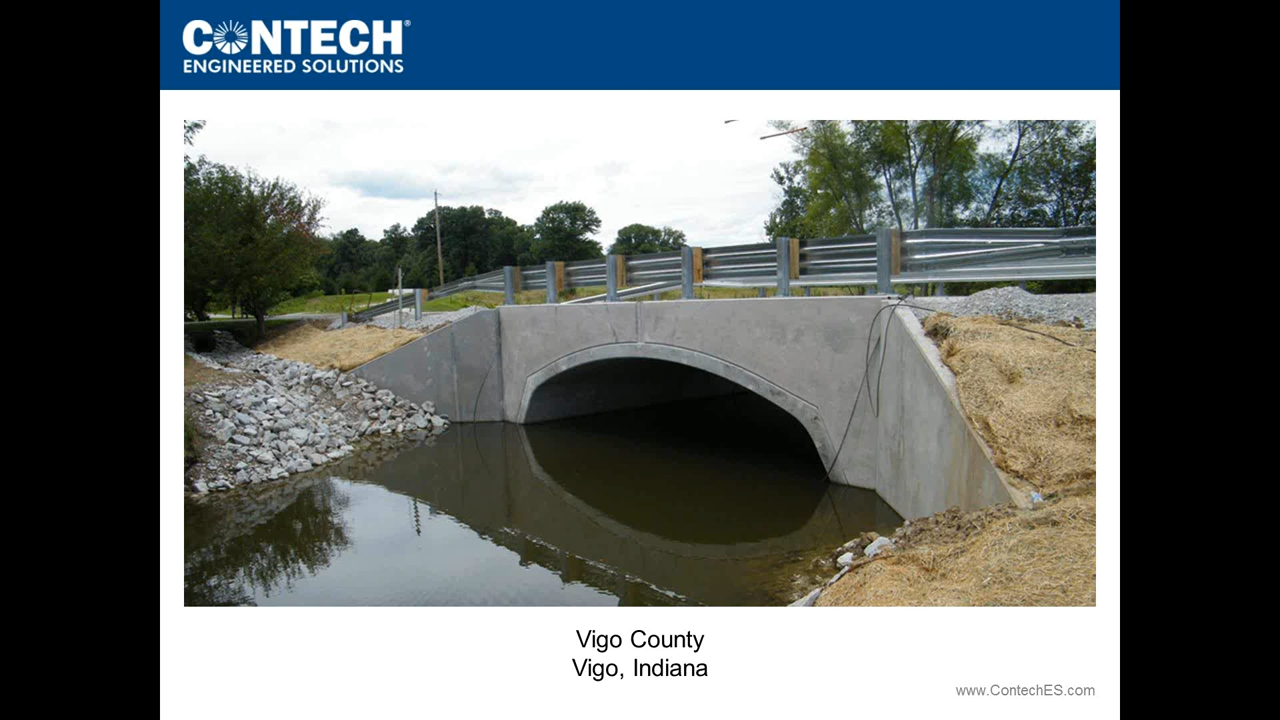 CONTECH®
ENGINEERED SOLUTIONS
Vigo County
Vigo, Indiana
www.ContechES.com